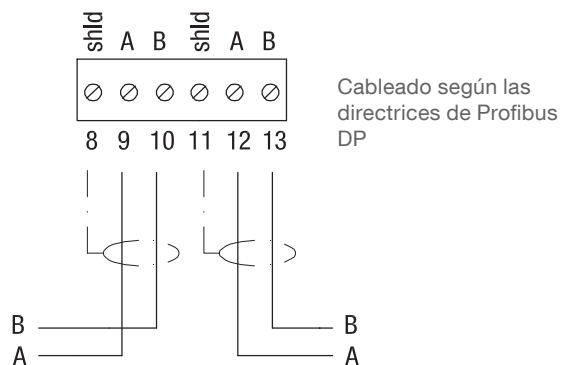 shld A B shld A B
8 9 10 11 12 13
Cableado según las
directrices de Profibus
DP
B B
A A